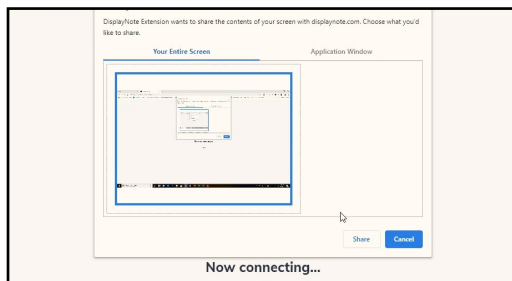 DisplayNote Extension wants to share the contents of your screen with displaynote.com. Choose what you'd
like to share.
Your Entire Screen
Application Window
Share
Cancel
Now connecting...